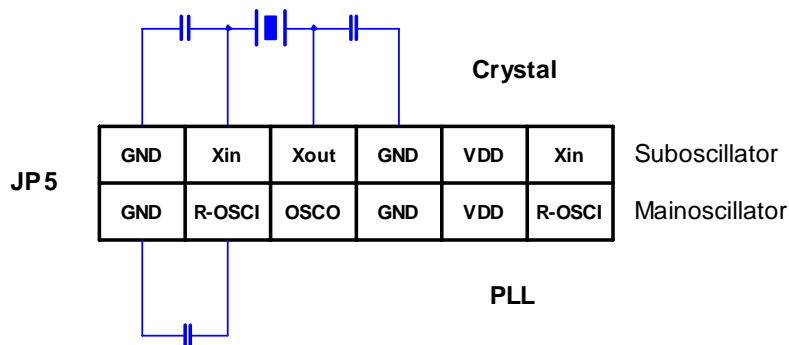 Crystal
GND Xin Xout GND VDD Xin Suboscillator
JP5
GND R-OSCI OSCO GND VDD R-OSCI Mainoscillator
PLL